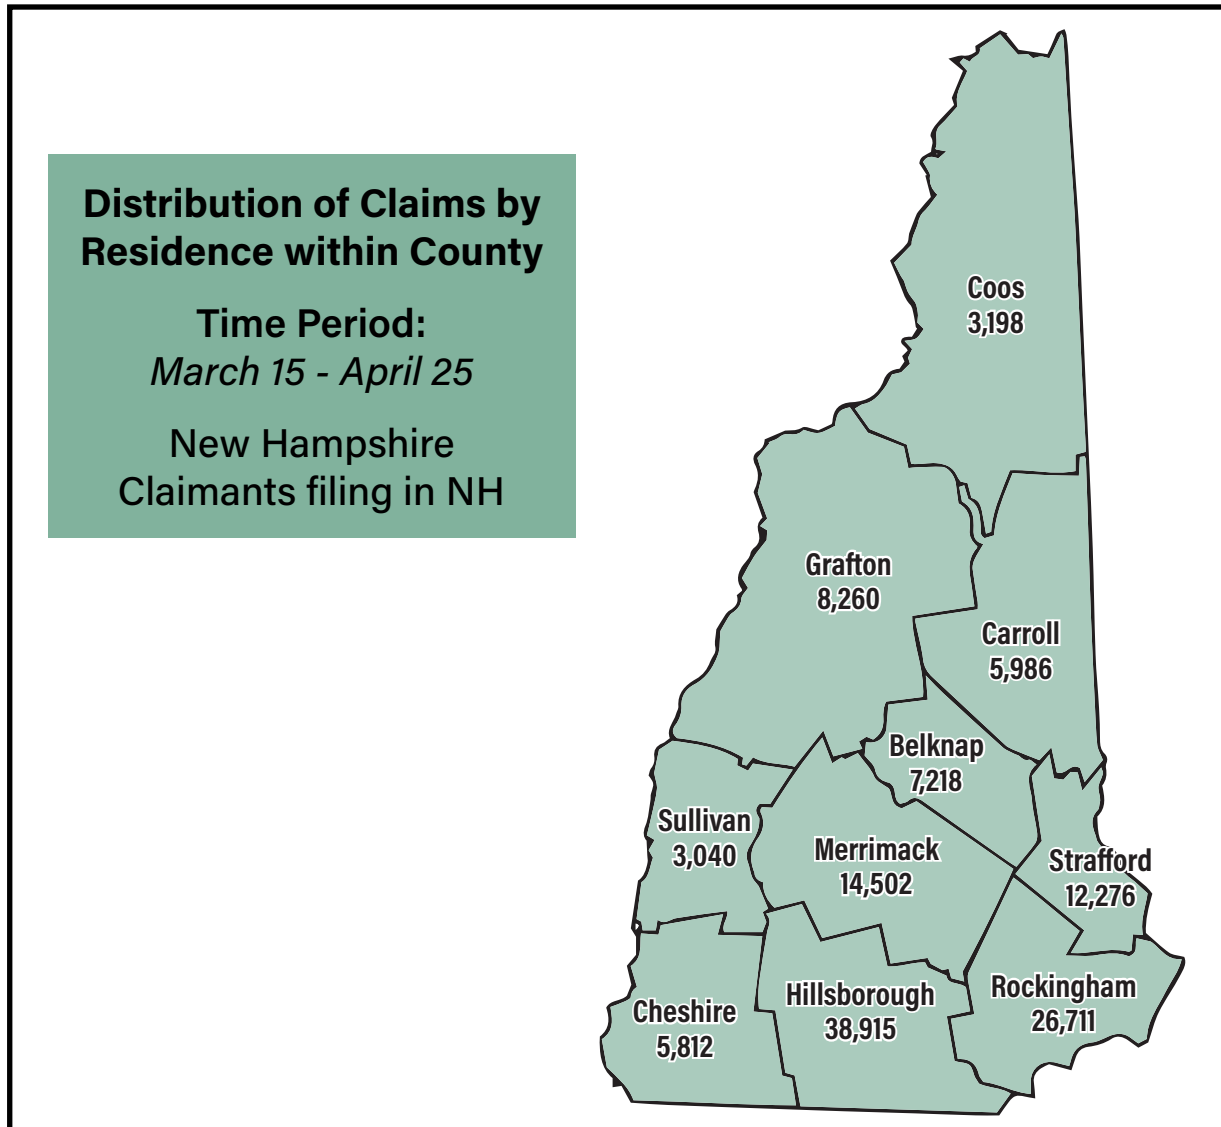 Distribution of Claims by
Residence within County
Time Period:
March 15 - April 25
New Hampshire
Claimants filing in NH
Coos
3,198
Grafton
8,260
Carroll
5,986
Belknap
7,218
Sullivan
3,040
Merrimack
14,502
Strafford
12,276
Cheshire
5,812
Hillsborough
38,915
Rockingham
26,711